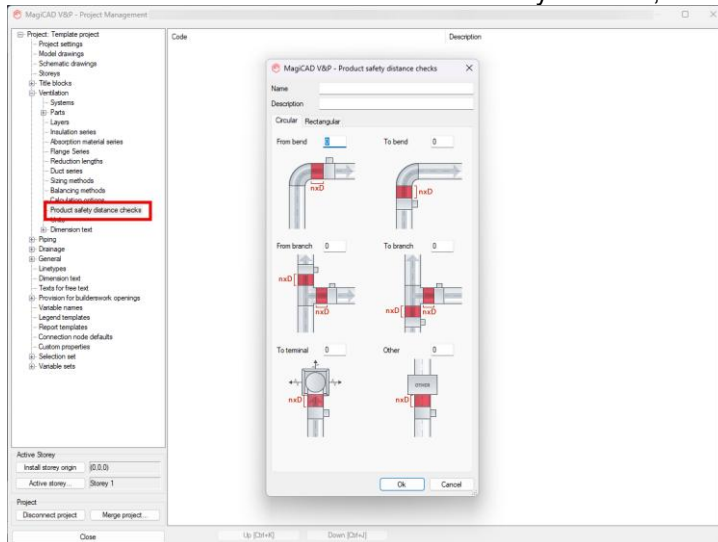 MagiCAD V&P - Project Management
Project: Template project
Project settings
Model drawings
Schematic drawings
Storeys
Title blocks
Ventilation
Systems
Parts
Layers
Insulation series
Absorption material series
Flange Series
Reduction lengths
Duct series
Sizing methods
Balancing methods
Calculation options
Product safety distance checks
Units
Dimension text
Piping
Drainage
General
Linetypes
Dimension text
Texts for free text
Provision for builderswork openings
Variable names
Legend templates
Report templates
Connection node defaults
Custom properties
Selection set
Variable sets
Active Storey
Install storey origin (0,0,0)
Active storey... Storey 1
Project
Disconnect project Merge project...
Close
Code Description
MagiCAD V&P - Product safety distance checks
Name
Description
Circular Rectangular
From bend 0 To bend 0
nxD nxD
From branch 0 To branch 0
nxD
nxD nxD nxD
To terminal 0 Other 0
OTHER
nxD nxD
Ok Cancel
Up [Ctrl+K] Down [Ctrl+J]